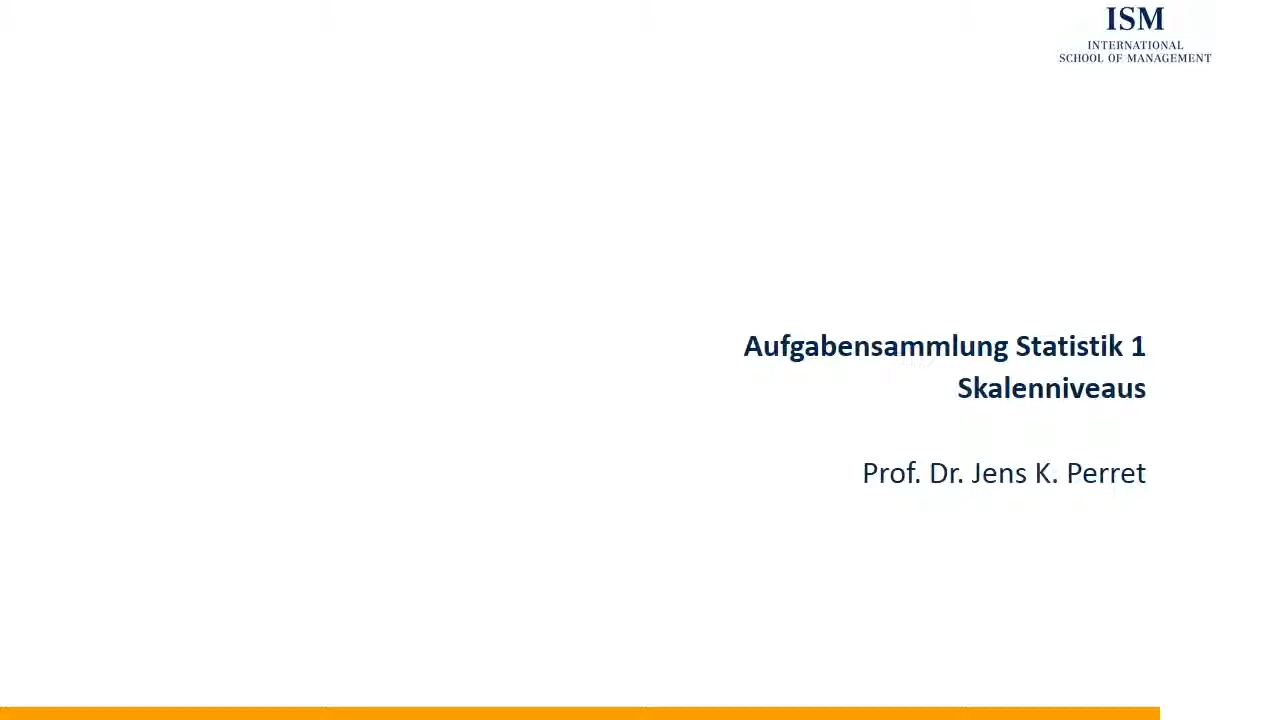 ISM
INTERNATIONAL
SCHOOL OF MANAGEMENT
Aufgabensammlung Statistik 1
Skalenniveaus
Prof. Dr. Jens K. Perret